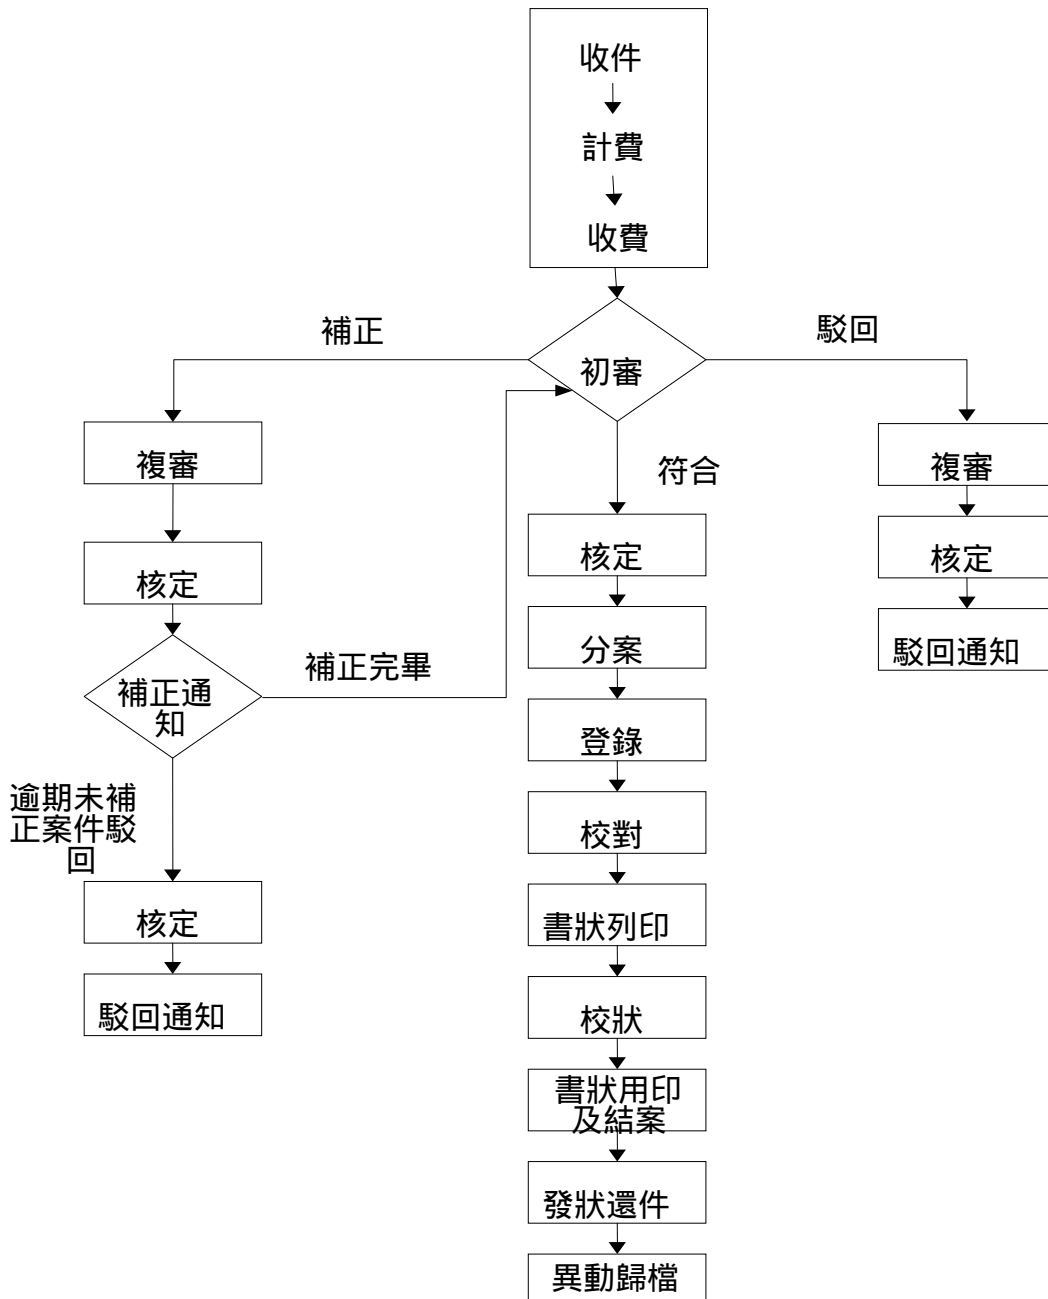 收件
計費
收費
補正
駁回
初審
複審
複審
符合
核定
核定
核定
分案
駁回通知
補正完畢
補正通
知
登錄
逾期未補
正案件駁
回
校對
核定
書狀列印
駁回通知
校狀
書狀用印
及結案
發狀還件
異動歸檔